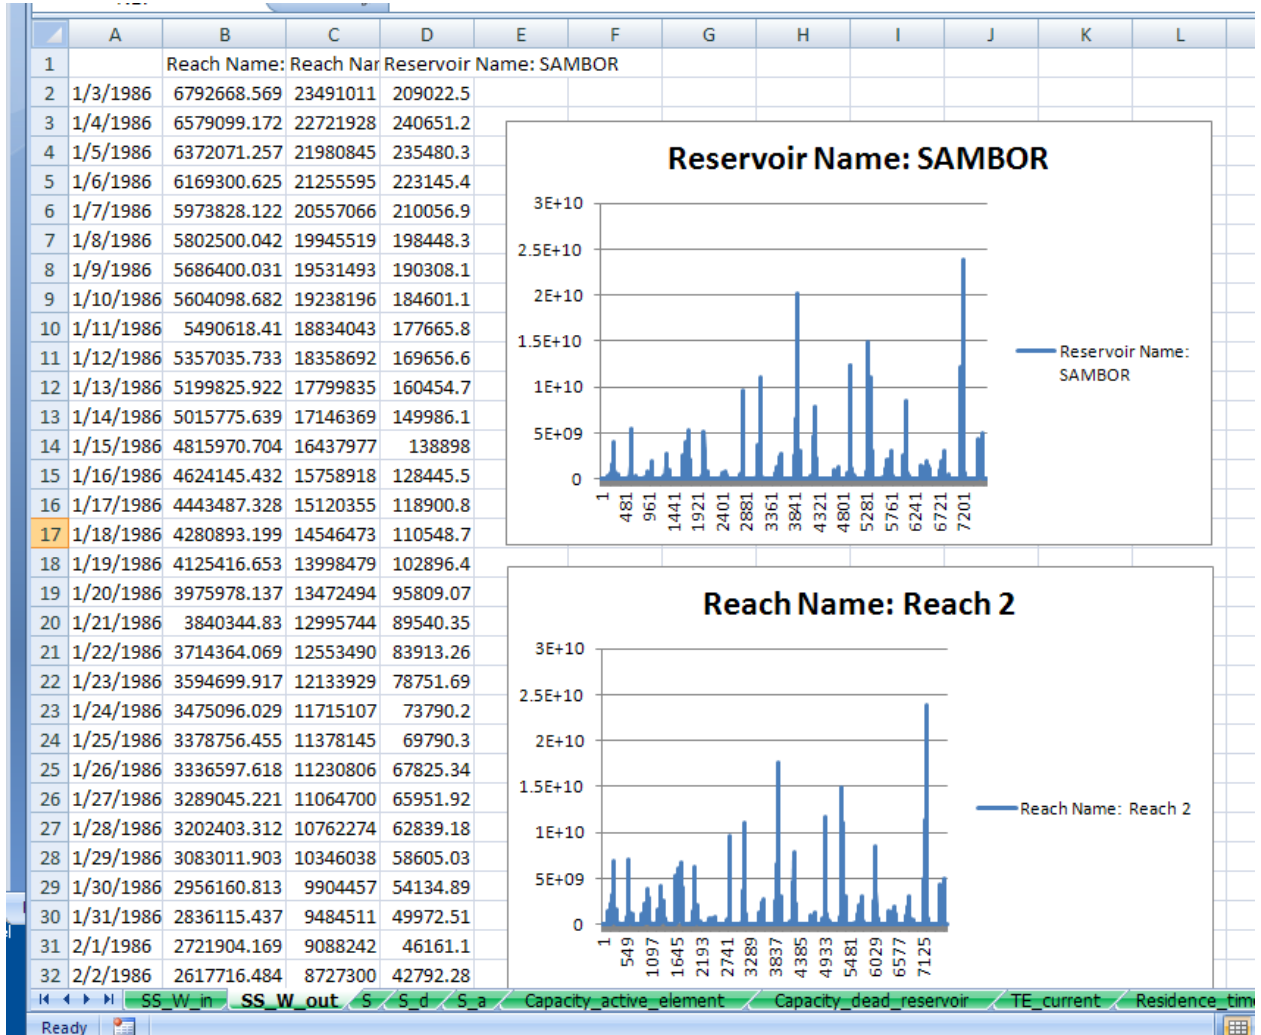 A B C D E F G H I J K L
1 Reach Name: Reach Nar Reservoir Name: SAMBOR
2 1/3/1986 6792668.569 23491011 209022.5
3 1/4/1986 6579099.172 22721928 240651.2
4 1/5/1986 6372071.257 21980845 235480.3
5 1/6/1986 6169300.625 21255595 223145.4
6 1/7/1986 5973828.122 20557066 210056.9
7 1/8/1986 5802500.042 19945519 198448.3
8 1/9/1986 5686400.031 19531493 190308.1
9 1/10/1986 5604098.682 19238196 184601.1
10 1/11/1986 5490618.41 18834043 177665.8
11 1/12/1986 5357035.733 18358692 169656.6
12 1/13/1986 5199825.922 17799835 160454.7
13 1/14/1986 5015775.639 17146369 149986.1
14 1/15/1986 4815970.704 16437977 138898
15 1/16/1986 4624145.432 15758918 128445.5
16 1/17/1986 4443487.328 15120355 118900.8
17 1/18/1986 4280893.199 14546473 110548.7
18 1/19/1986 4125416.653 13998479 102896.4
19 1/20/1986 3975978.137 13472494 95809.07
20 1/21/1986 3840344.83 12995744 89540.35
21 1/22/1986 3714364.069 12553490 83913.26
22 1/23/1986 3594699.917 12133929 78751.69
23 1/24/1986 3475096.029 11715107 73790.2
24 1/25/1986 3378756.455 11378145 69790.3
25 1/26/1986 3336597.618 11230806 67825.34
26 1/27/1986 3289045.221 11064700 65951.92
27 1/28/1986 3202403.312 10762274 62839.18
28 1/29/1986 3083011.903 10346038 58605.03
29 1/30/1986 2956160.813 9904457 54134.89
30 1/31/1986 2836115.437 9484511 49972.51
31 2/1/1986 2721904.169 9088242 46161.1
32 2/2/1986 2617716.484 8727300 42792.28
Reservoir Name: SAMBOR
3E+10
2.5E+10
2E+10
1.5E+10
1E+10
5E+09
0
1 481 961 1441 1921 2401 2881 3361 3841 4321 4801 5281 5761 6241 6721 7201
Reservoir Name:
SAMBOR
Reach Name: Reach 2
3E+10
2.5E+10
2E+10
1.5E+10
1E+10
5E+09
0
1 549 1097 1645 2193 2741 3289 3837 4385 4933 5481 6029 6577 7125
Reach Name: Reach 2
SS_W_in SS_W_out S S_d S_a Capacity_active_element Capacity_dead_reservoir TE_current Residence_time
Ready